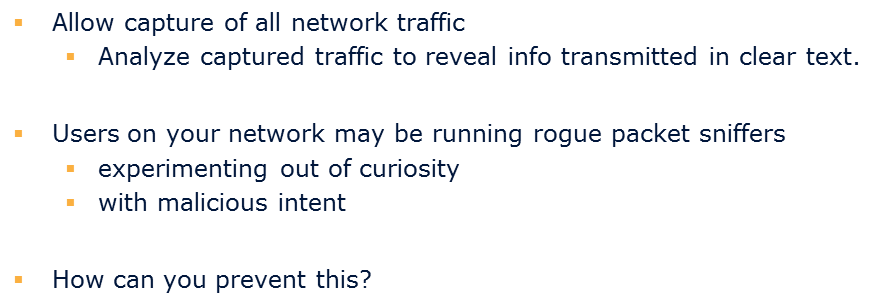 Allow capture of all network traffic
Analyze captured traffic to reveal info transmitted in clear text.
Users on your network may be running rogue packet sniffers
experimenting out of curiosity
with malicious intent
How can you prevent this?